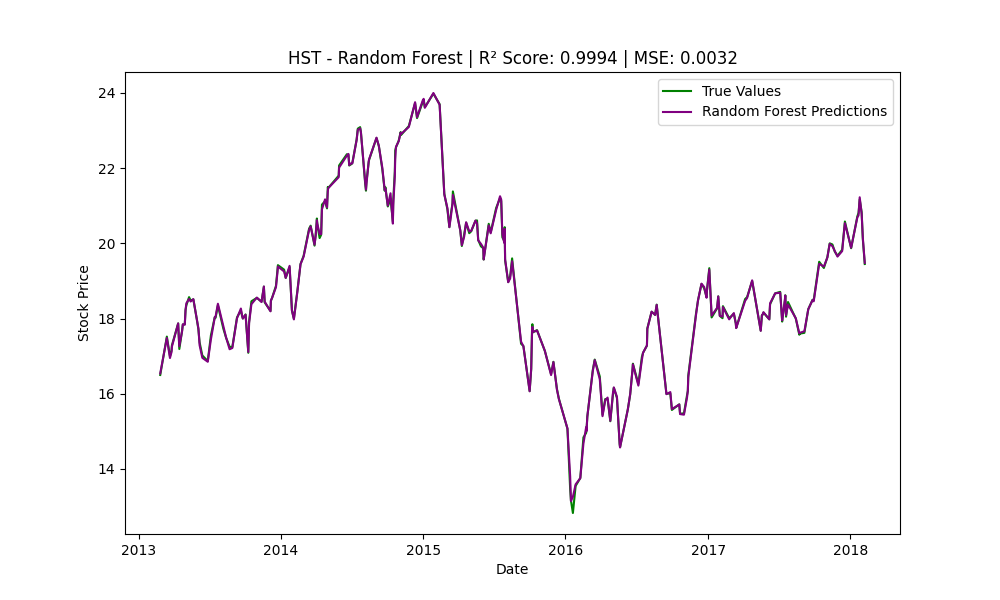 HST - Random Forest | R² Score: 0.9994 | MSE: 0.0032
True Values
Random Forest Predictions
Stock Price
24
22
20
18
16
14
2013 2014 2015 2016 2017 2018
Date